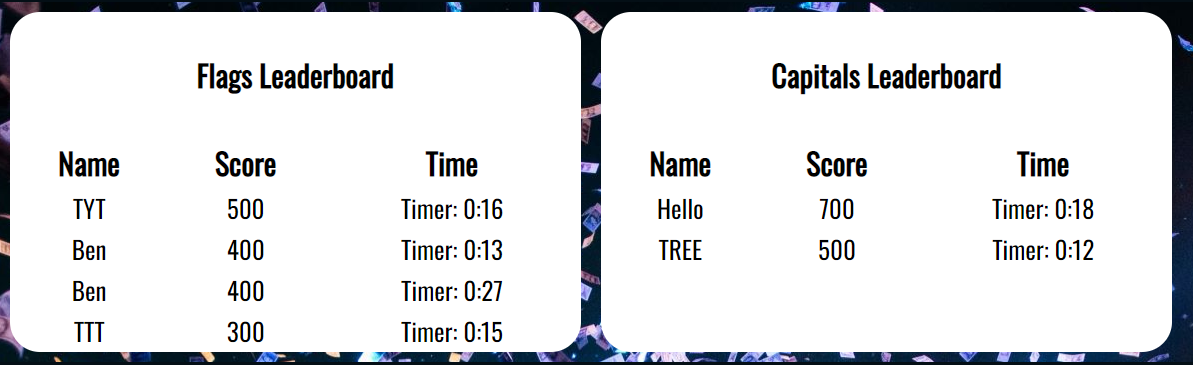 Flags Leaderboard
Name Score Time
TYT 500 Timer: 0:16
Ben 400 Timer: 0:13
Ben 400 Timer: 0:27
TTT 300 Timer: 0:15
Capitals Leaderboard
Name Score Time
Hello 700 Timer: 0:18
TREE 500 Timer: 0:12